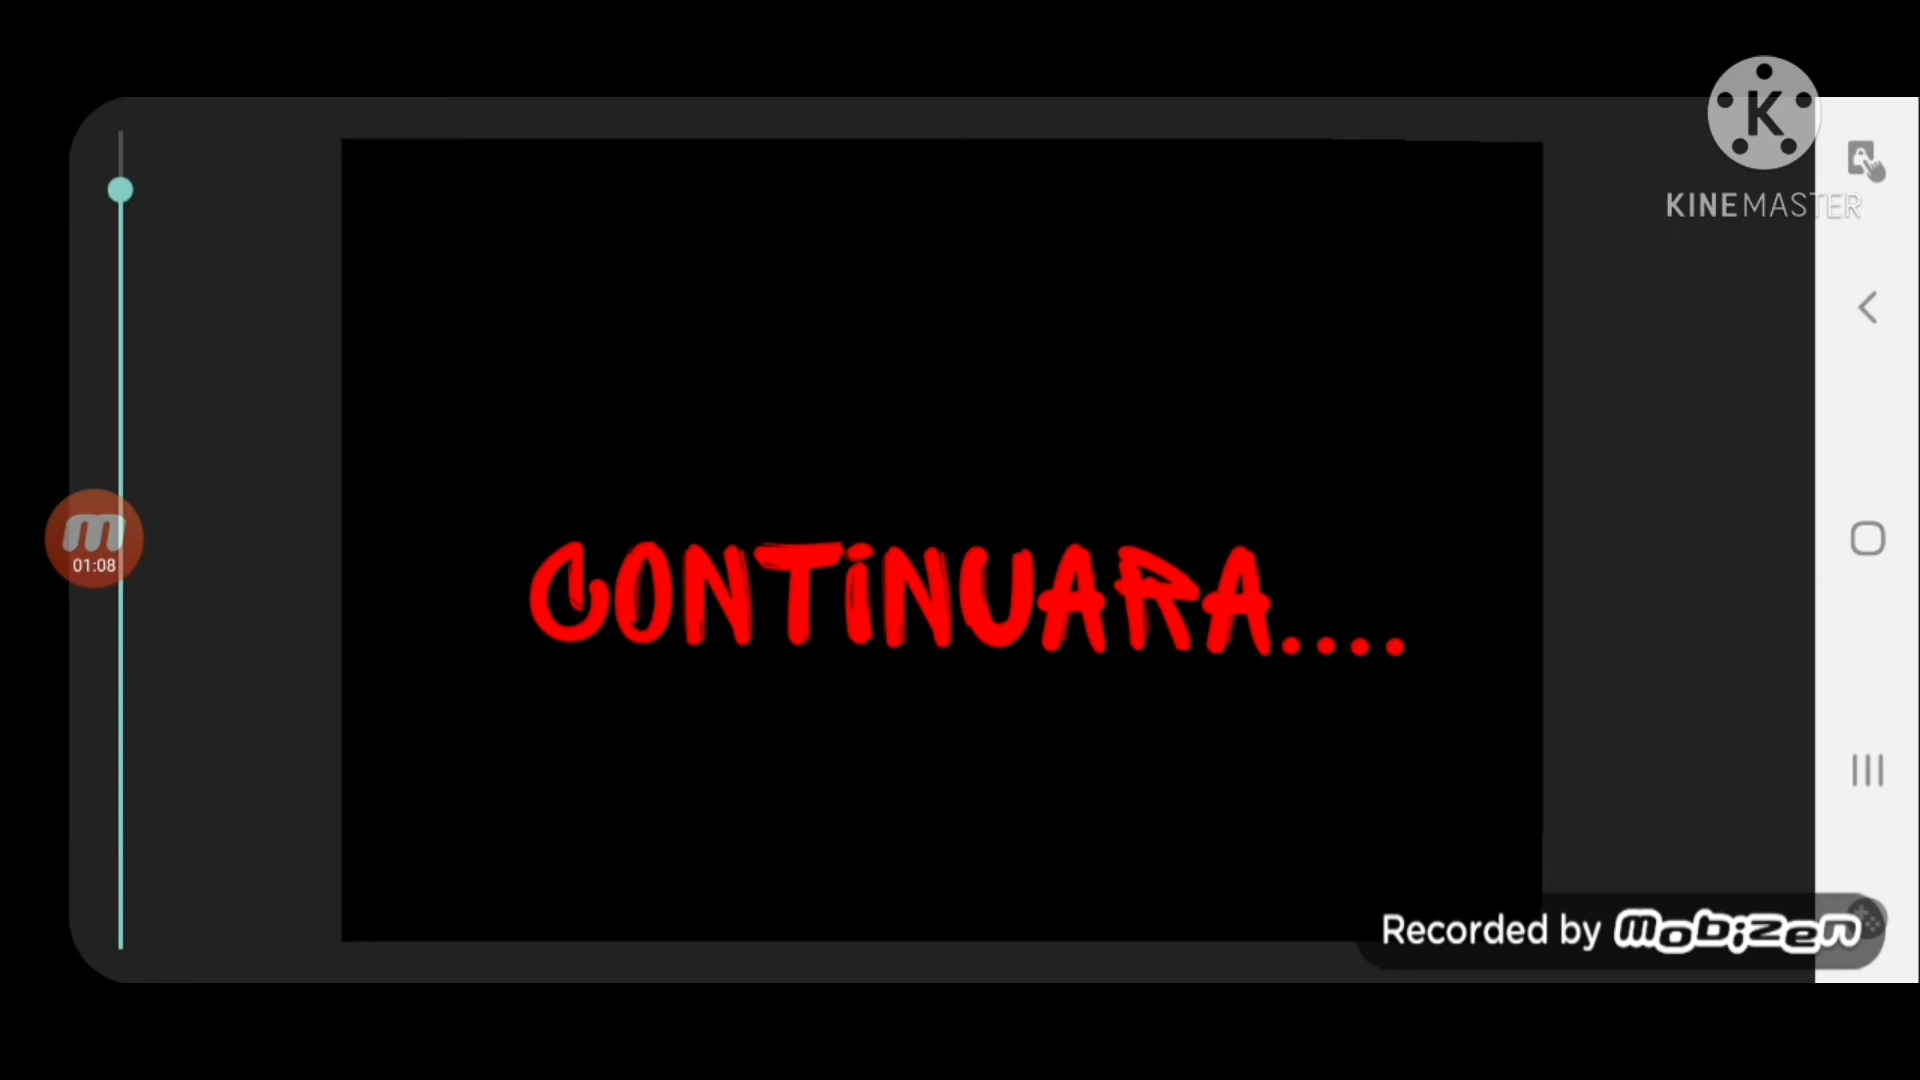 K
KINEMASTER
m
01:08
CONTINUARA....
Recorded by mobizen